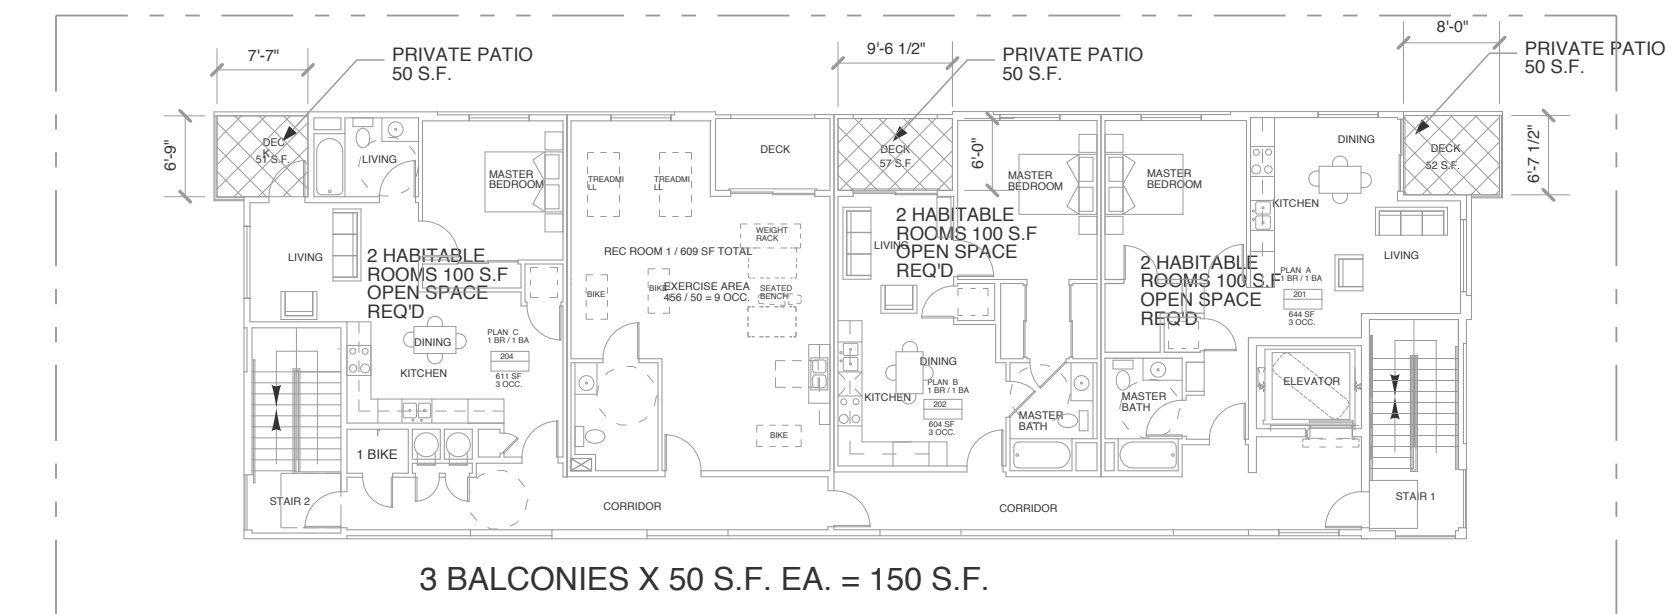 7'-7"
PRIVATE PATIO
50 S.F.
9'-6 1/2"
PRIVATE PATIO
50 S.F.
8'-0"
PRIVATE PATIO
50 S.F.
6'-9"
DEC
K
51 S.F.
LIVING
MASTER
BEDROOM
TREADMI
LL
TREADMI
LL
DECK
DECK
57 S.F.
6'-0"
MASTER
BEDROOM
MASTER
BEDROOM
DINING
KITCHEN
DECK
52 S.F.
6'-7 1/2"
LIVING
2 HABITABLE
ROOMS 100 S.F
OPEN SPACE
REQ'D
WEIGHT
RACK
REC ROOM 1 / 609 SF TOTAL
BIKE
BIKE
EXERCISE AREA
456 / 50 = 9 OCC.
SEATED
BENCH
LIVING
2 HABITABLE
ROOMS 100 S.F
OPEN SPACE
REQ'D
2 HABITABLE
ROOMS 100 S.F
OPEN SPACE
REQ'D
PLAN A
1 BR / 1 BA
201
644 SF
3 OCC.
LIVING
DINING
KITCHEN
PLAN C
1 BR / 1 BA
204
611 SF
3 OCC.
DINING
KITCHEN
PLAN B
1 BR / 1 BA
202
604 SF
3 OCC.
MASTER
BATH
MASTER
BATH
ELEVATOR
1 BIKE
BIKE
STAIR 2
CORRIDOR
CORRIDOR
STAIR 1
3 BALCONIES X 50 S.F. EA. = 150 S.F.